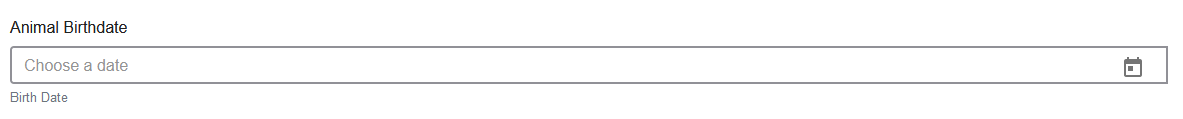 Animal Birthdate
Choose a date
Birth Date